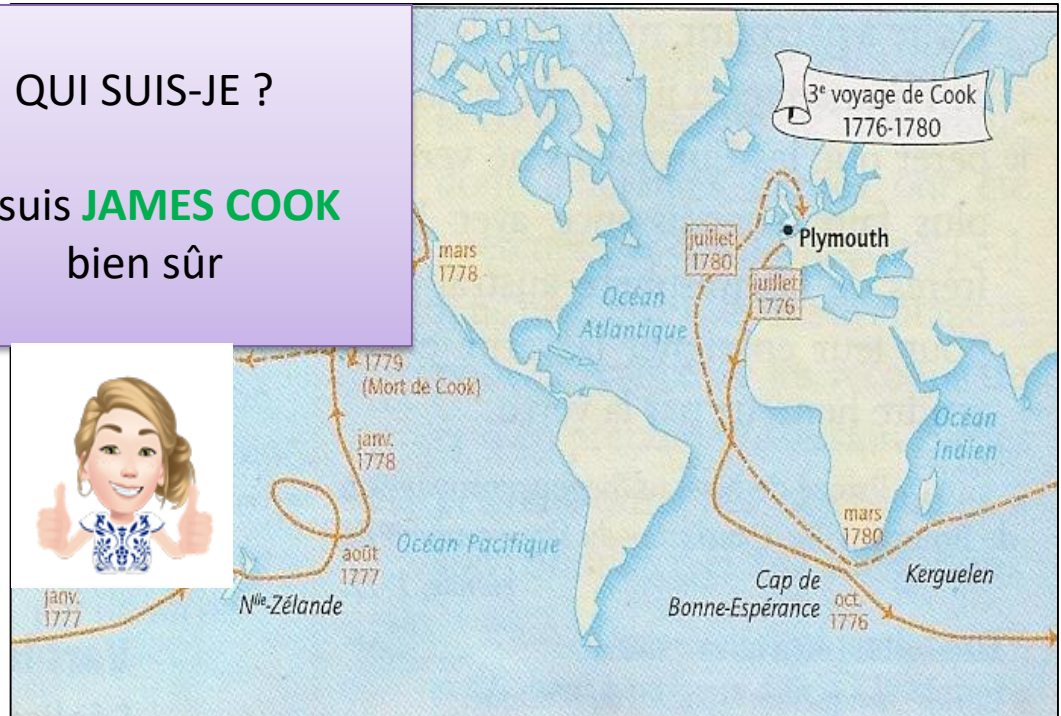 QUI SUIS-JE ?
suis JAMES COOK
bien sûr
3e voyage de Cook
1776-1780
mars
1778
juillet
1780
Plymouth
juillet
1776
Océan
Atlantique
1779
(Mort de Cook)
janv.
1778
Océan
Indien
août
1777
Océan Pacifique
mars
1780
Cap de
Bonne-Espérance
oct.
1776
Kerguelen
janv.
1777
Nlle-Zélande